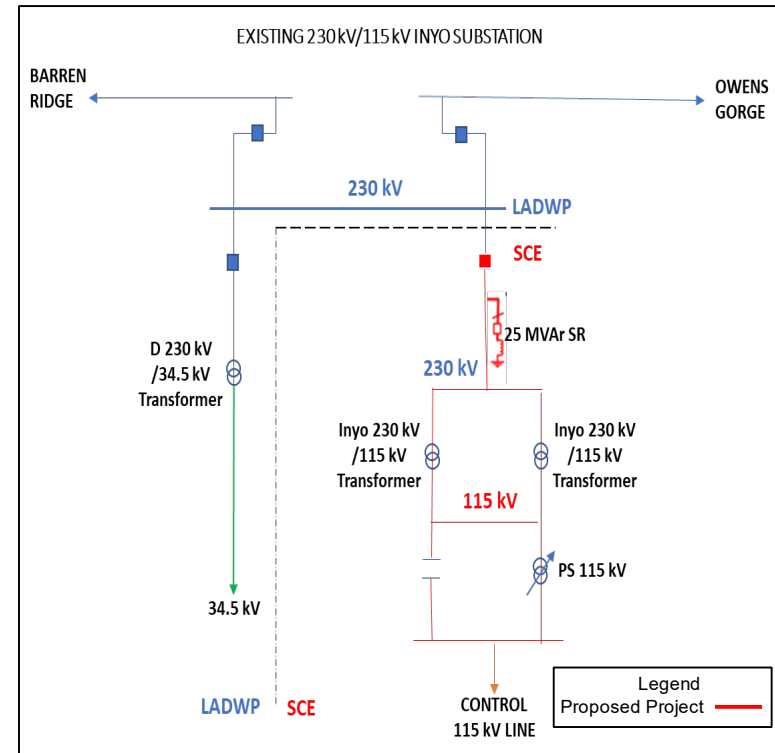 EXISTING 230 kV/115 kV INYO SUBSTATION
BARREN
RIDGE
OWENS
GORGE
230 kV
LADWP
SCE
25 MVAr SR
D 230 kV
/34.5 kV
Transformer
230 kV
Inyo 230 kV
/115 kV
Transformer
Inyo 230 kV
/115 kV
Transformer
115 kV
PS 115 kV
34.5 kV
LADWP
SCE
CONTROL
115 kV LINE
Legend
Proposed Project